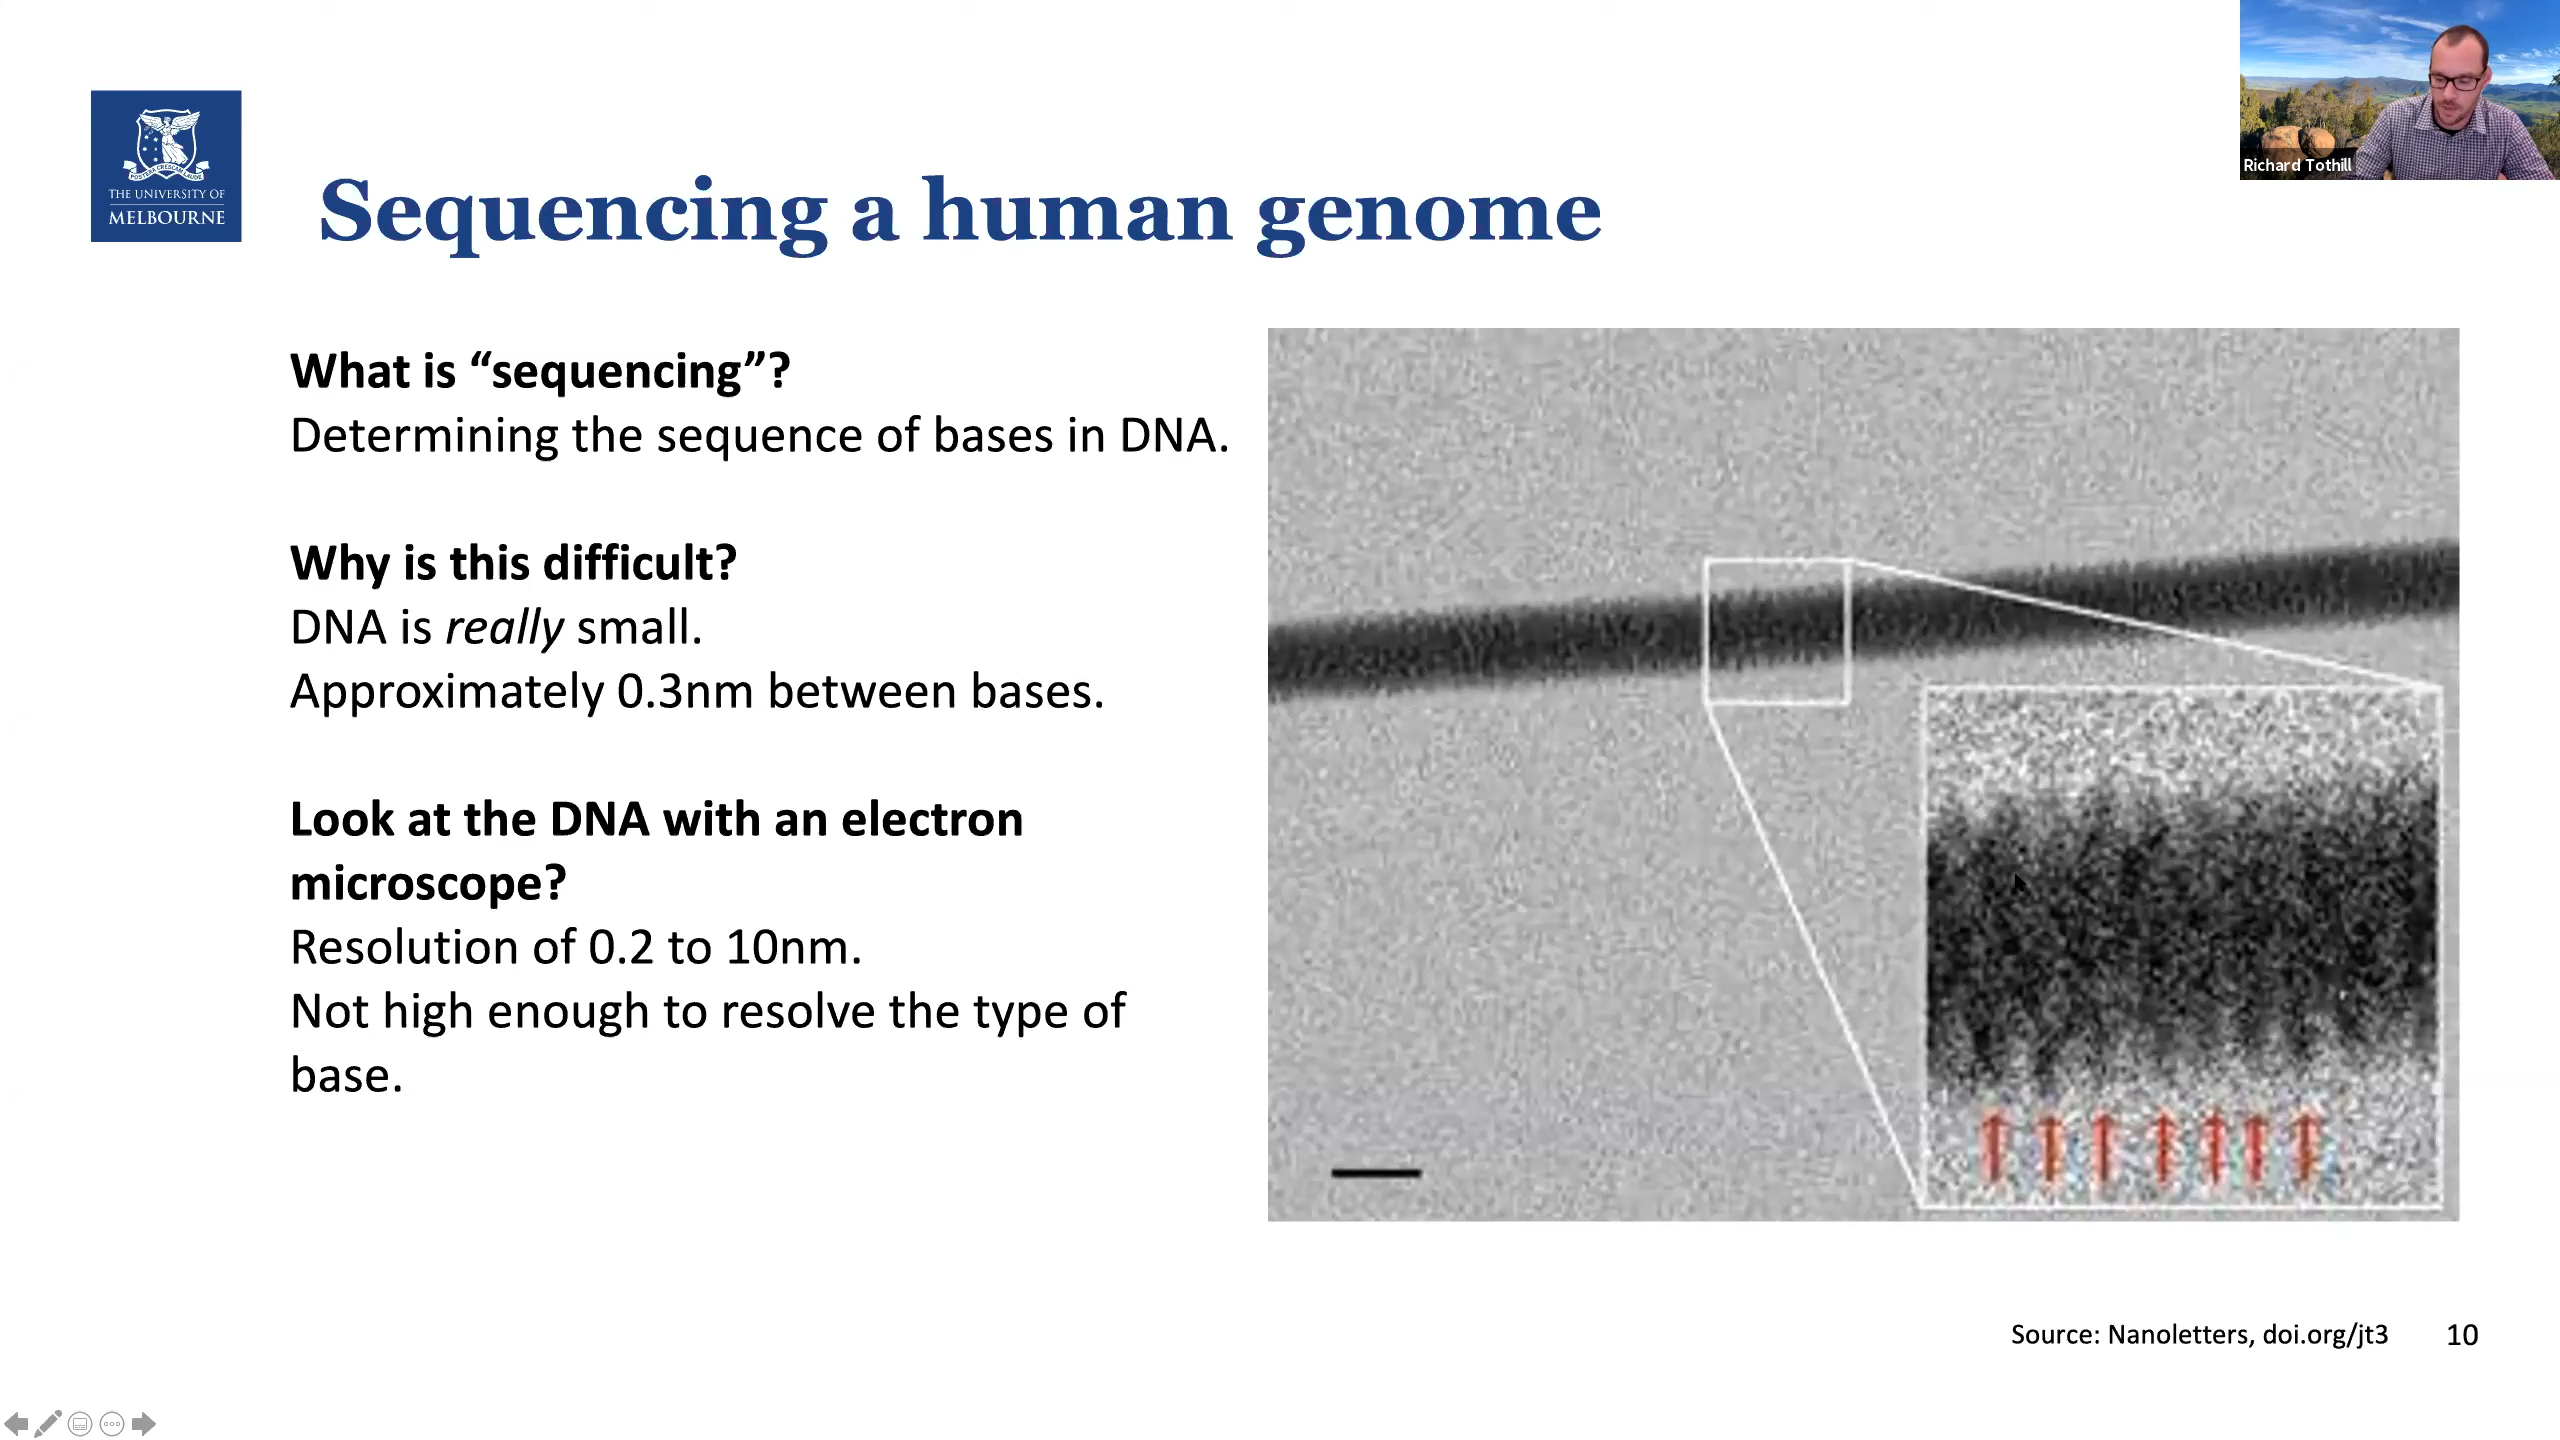 Richard Tothill
THE UNIVERSITY OF
MELBOURNE
Sequencing a human genome
What is “sequencing”?
Determining the sequence of bases in DNA.
Why is this difficult?
DNA is really small.
Approximately 0.3nm between bases.
Look at the DNA with an electron
microscope?
Resolution of 0.2 to 10nm.
Not high enough to resolve the type of
base.
Source: Nanoletters, doi.org/jt3
10